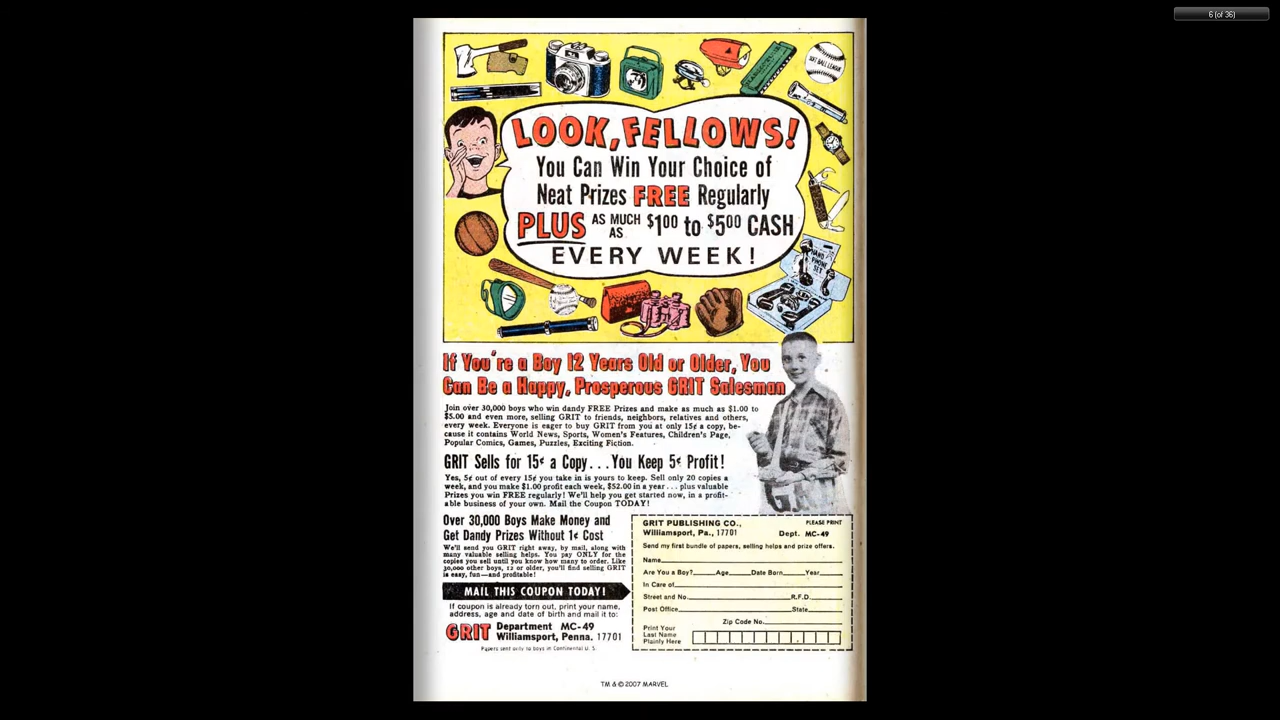 6 (of 36)
SOFT BALL LEAGUE
LOOK, FELLOWS!
You Can Win Your Choice of
Neat Prizes FREE Regularly
PLUS AS MUCH AS $1.00 to $5.00 CASH
EVERY WEEK!
HAND PHONE SET
If You're a Boy 12 Years Old or Older, You
Can Be a Happy, Prosperous GRIT Salesman
Join over 30,000 boys who win dandy FREE Prizes and make as much as $1.00 to
$5.00 and even more, selling GRIT to friends, neighbors, relatives and others,
every week. Everyone is eager to buy GRIT from you at only 15¢ a copy, be-
cause it contains World News, Sports, Women's Features, Children's Page,
Popular Comics, Games, Puzzles, Exciting Fiction.
GRIT Sells for 15¢ a Copy...You Keep 5¢ Profit!
Yes, 5¢ out of every 15¢ you take in is yours to keep. Sell only 20 copies a
week, and you make $1.00 profit each week, $52.00 in a year... plus valuable
Prizes you win FREE regularly! We'll help you get started now, in a profit-
able business of your own. Mail the Coupon TODAY!
Over 30,000 Boys Make Money and
Get Dandy Prizes Without 1¢ Cost
We'll send you GRIT right away, by mail, along with
many valuable selling helps. You pay ONLY for the
copies you sell until you know how many to order. Like
30,000 other boys, 12 or older, you'll find selling GRIT
is easy, fun—and profitable!
MAIL THIS COUPON TODAY!
If coupon is already torn out, print your name,
address, age and date of birth and mail it to:
GRIT Department MC-49
Williamsport, Penna. 17701
Papers sent only to boys in Continental U. S.
GRIT PUBLISHING CO., PLEASE PRINT
Williamsport, Pa., 17701 Dept. MC-49
Send my first bundle of papers, selling helps and prize offers.
Name
Are You a Boy? Age Date Born Year
In Care of
Street and No. R.F.D.
Post Office State
Zip Code No.
Print Your
Last Name
Plainly Here
TM & © 2007 MARVEL